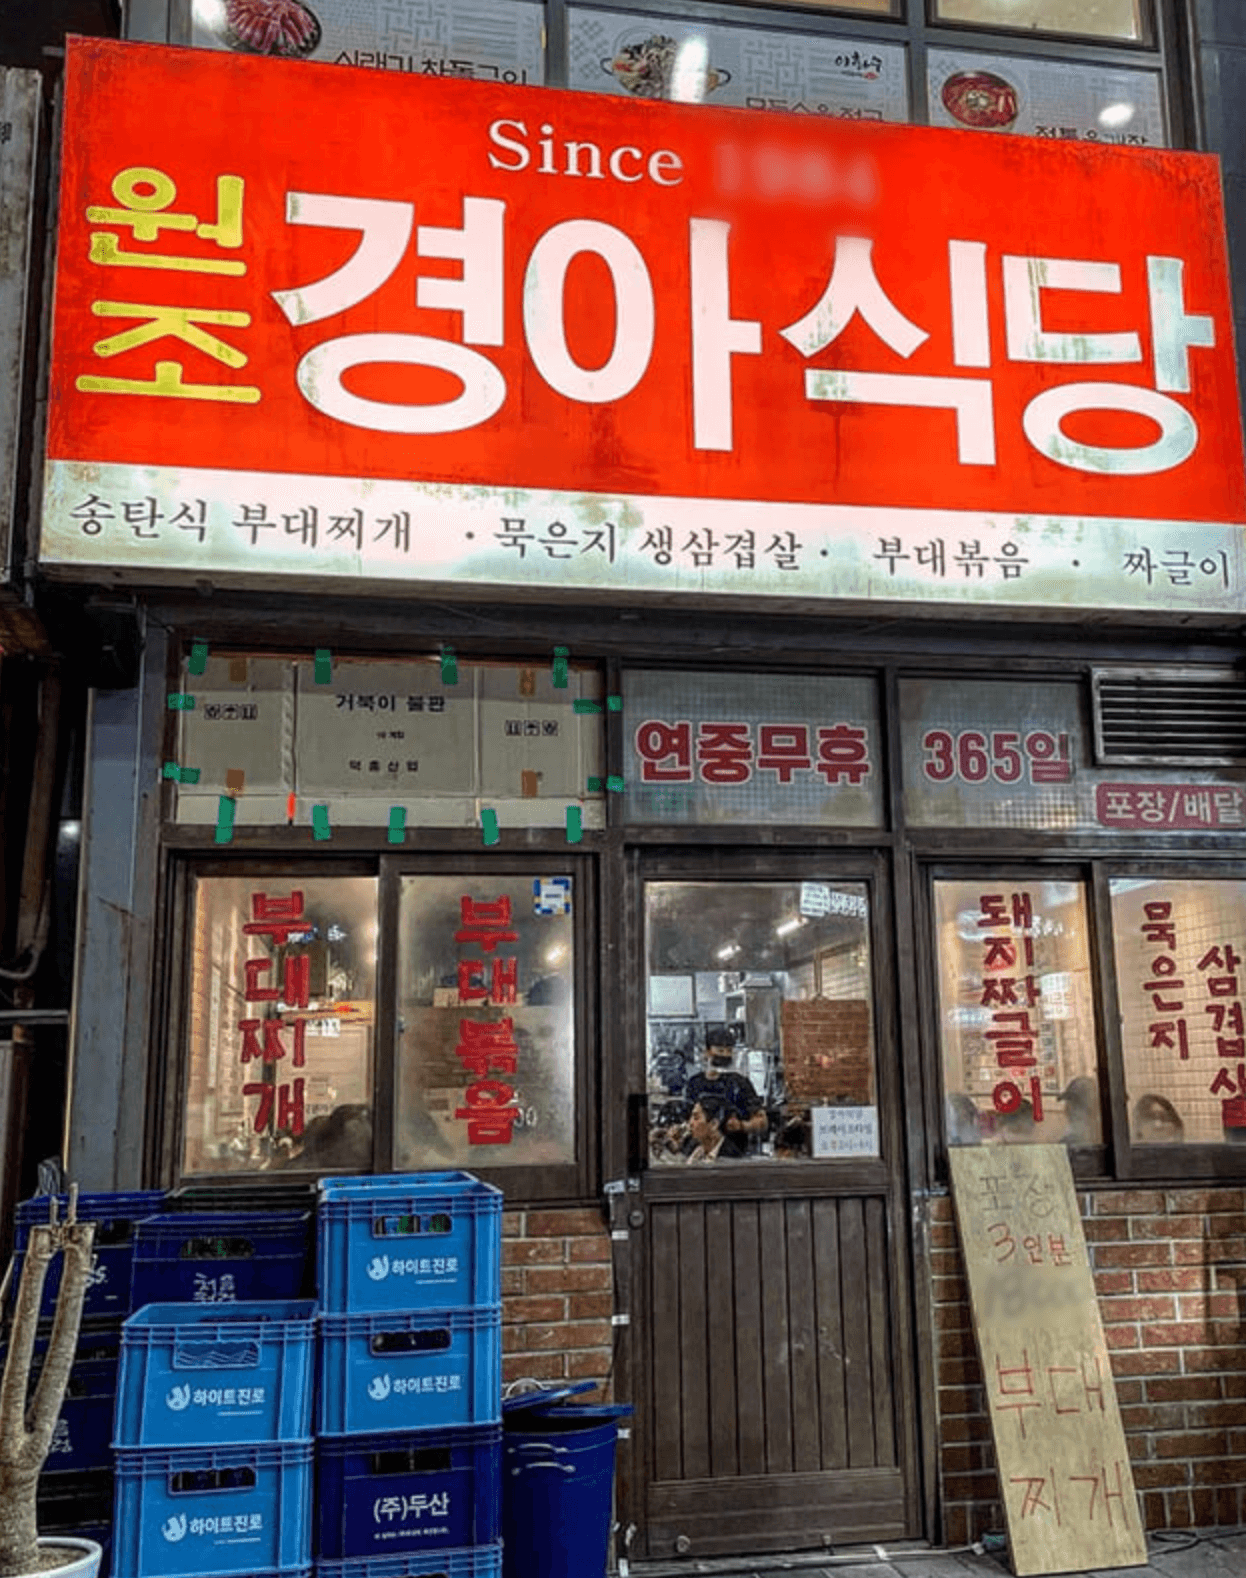 Since
원조
경아식당
송탄식 부대찌개 · 묵은지 생삼겹살 · 부대볶음 · 짜글이
거북이 불판
연중무휴
365일
포장/배달
부대찌개
부대볶음
돼지짜글이
묵은지
삼겹살
포장
3인분
부대
찌개
하이트진로
하이트진로
하이트진로
하이트진로
(주)두산